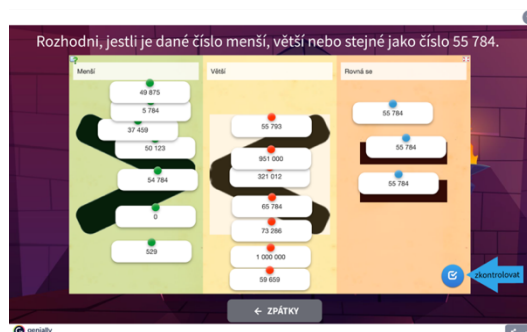 Rozhodni, jestli je dané číslo menší, větší nebo stejné jako číslo 55 784.
Menší
49 875
5 784
37 459
50 123
54 784
0
529
Větší
55 793
951 000
321 012
65 784
73 266
1 000 000
59 659
Rovná se
55 784
55 784
55 784
zkontrolovat
← ZPÁTKY
genially